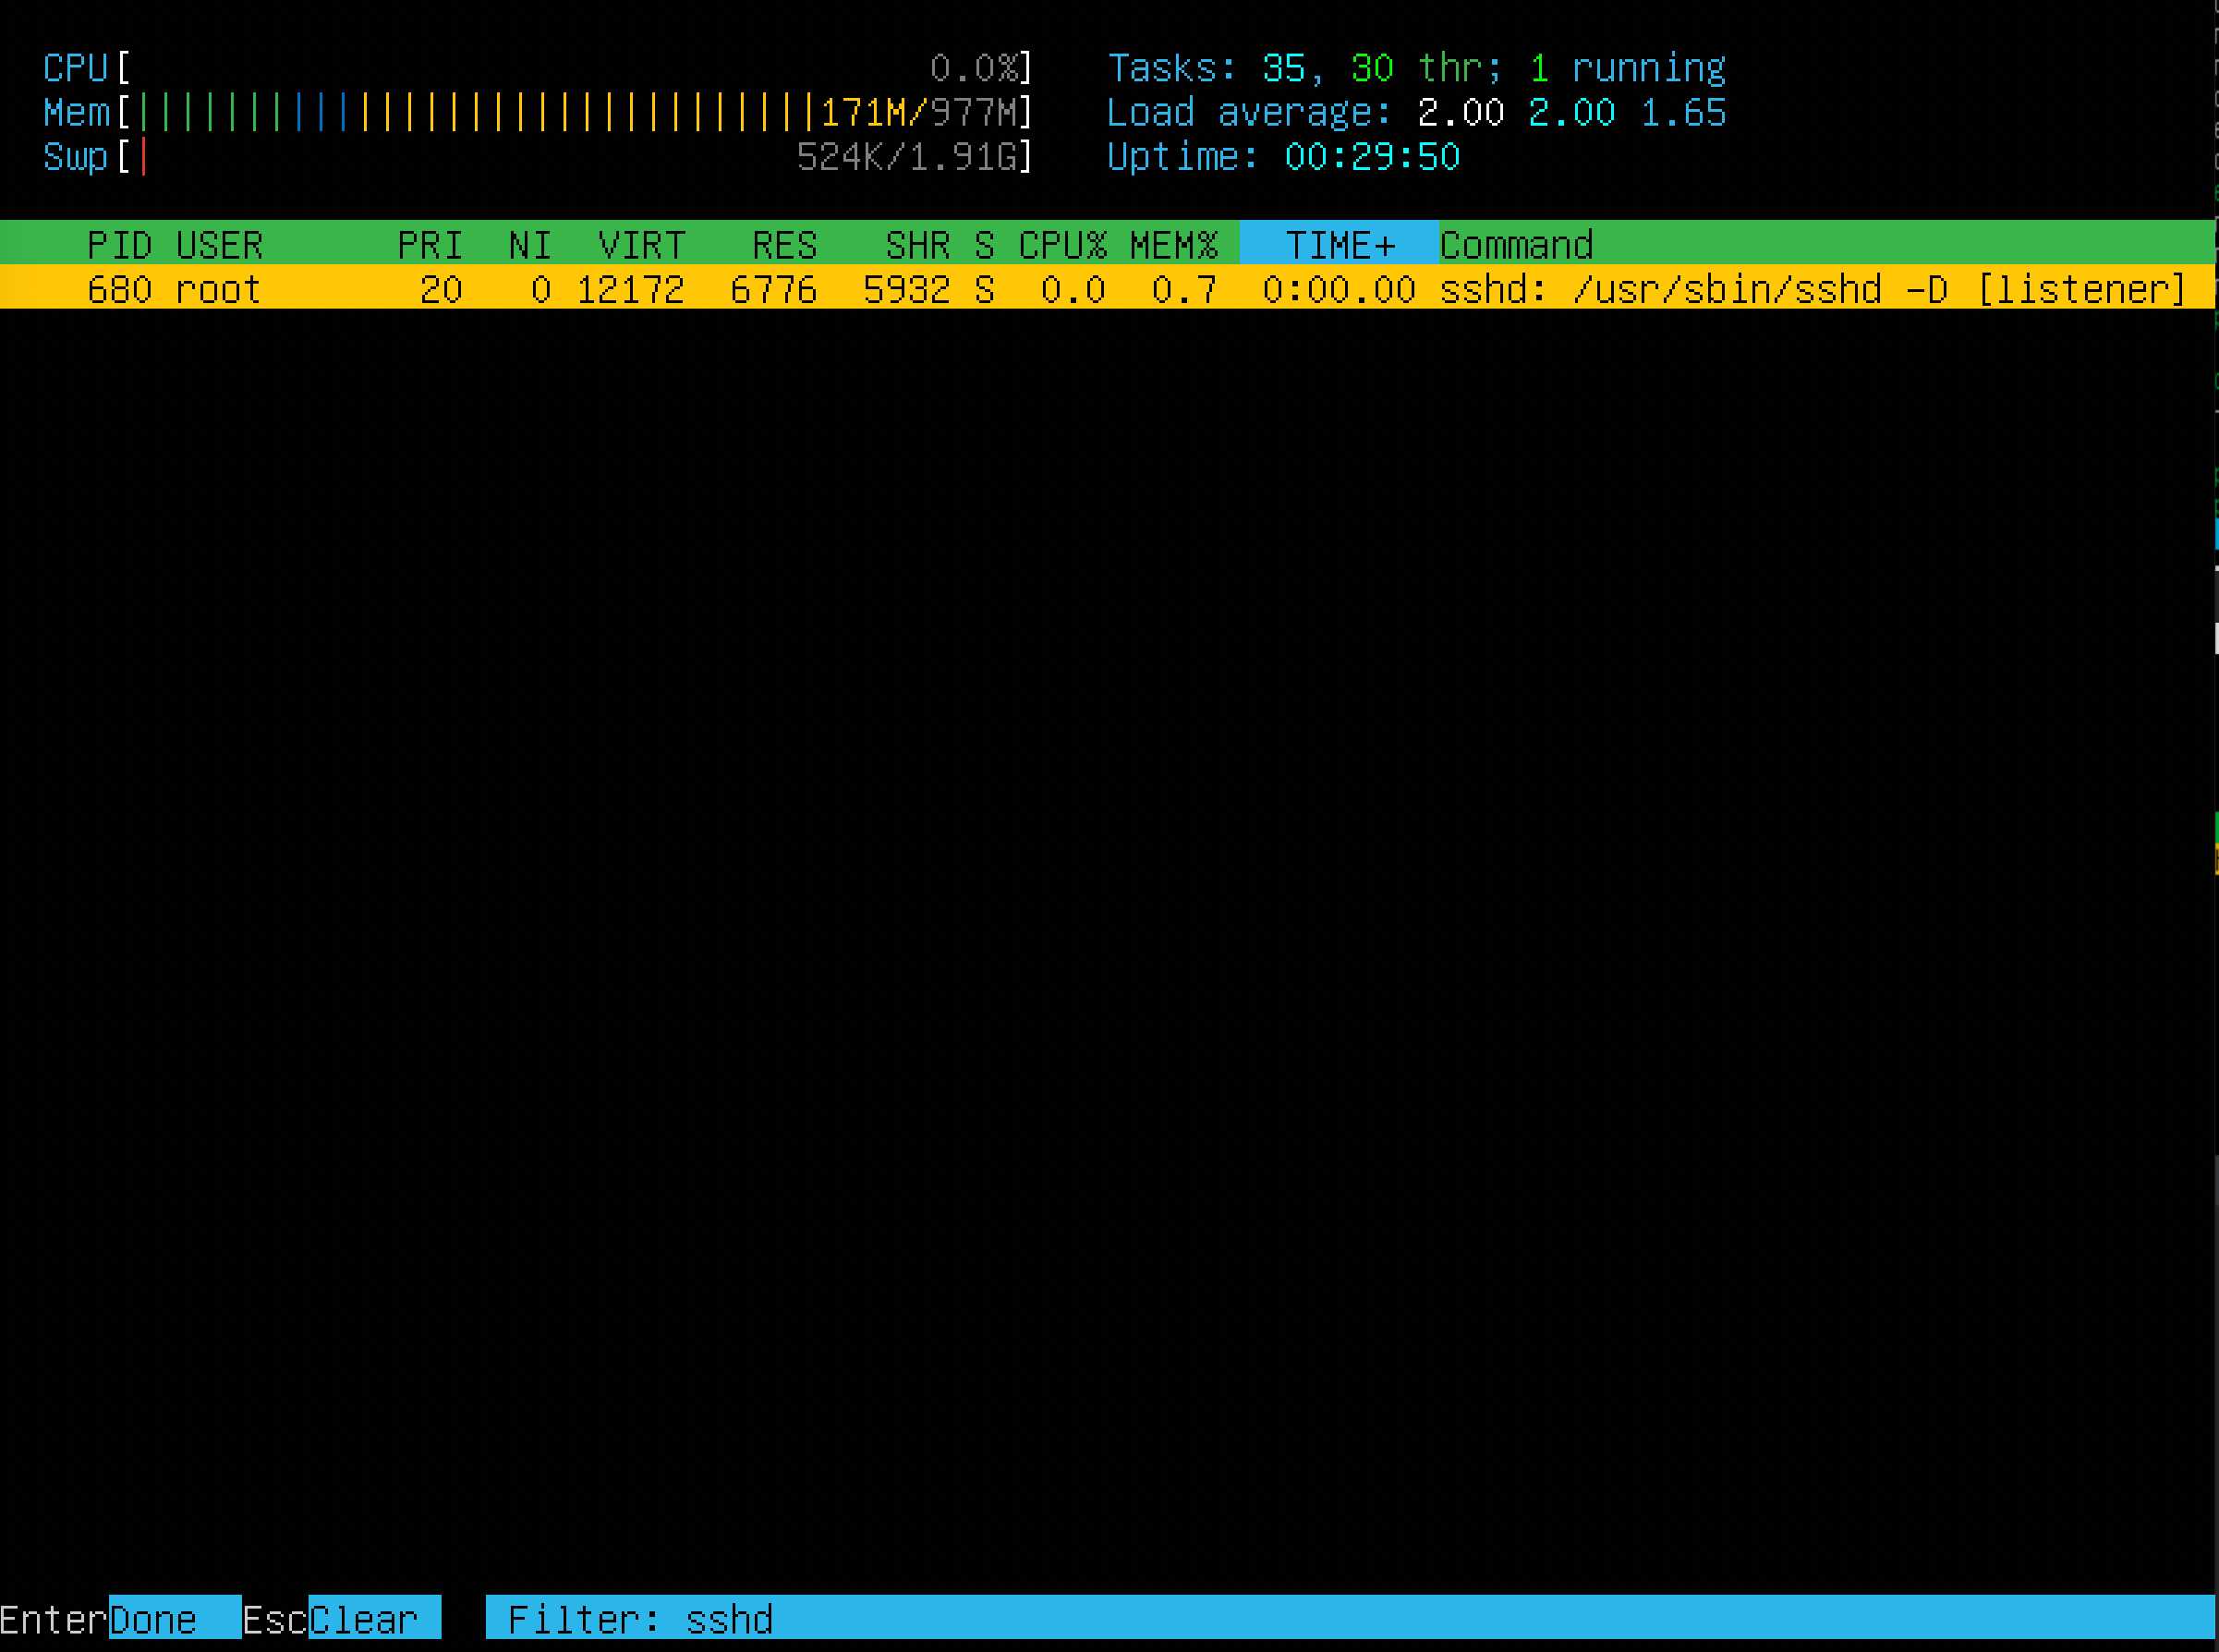 CPU[ 0.0%] Tasks: 35, 30 thr; 1 running
Mem[|||||||||||||||||||||||||||||||171M/977M] Load average: 2.00 2.00 1.65
Swp[| 524K/1.91G] Uptime: 00:29:50
PID USER PRI NI VIRT RES SHR S CPU% MEM% TIME+ Command
680 root 20 0 12172 6776 5932 S 0.0 0.7 0:00.00 sshd: /usr/sbin/sshd -D [listener]
EnterDone EscClear Filter: sshd